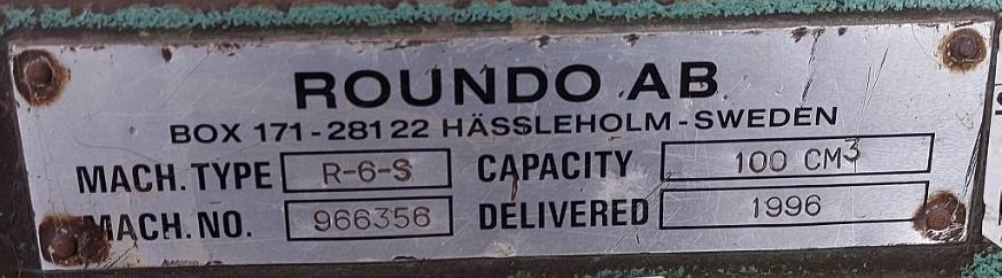 ROUNDO AB
BOX 171-281 22 HÄSSLEHOLM-SWEDEN
MACH. TYPE R-6-S CAPACITY 100 CM³
MACH. NO. 966356 DELIVERED 1996